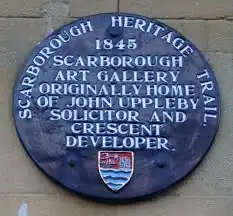 SCARBOROUGH HERITAGE TRAIL.
1845
SCARBOROUGH
ART GALLERY
ORIGINALLY HOME
OF JOHN UPPLEBY
SOLICITOR AND
CRESCENT
DEVELOPER.